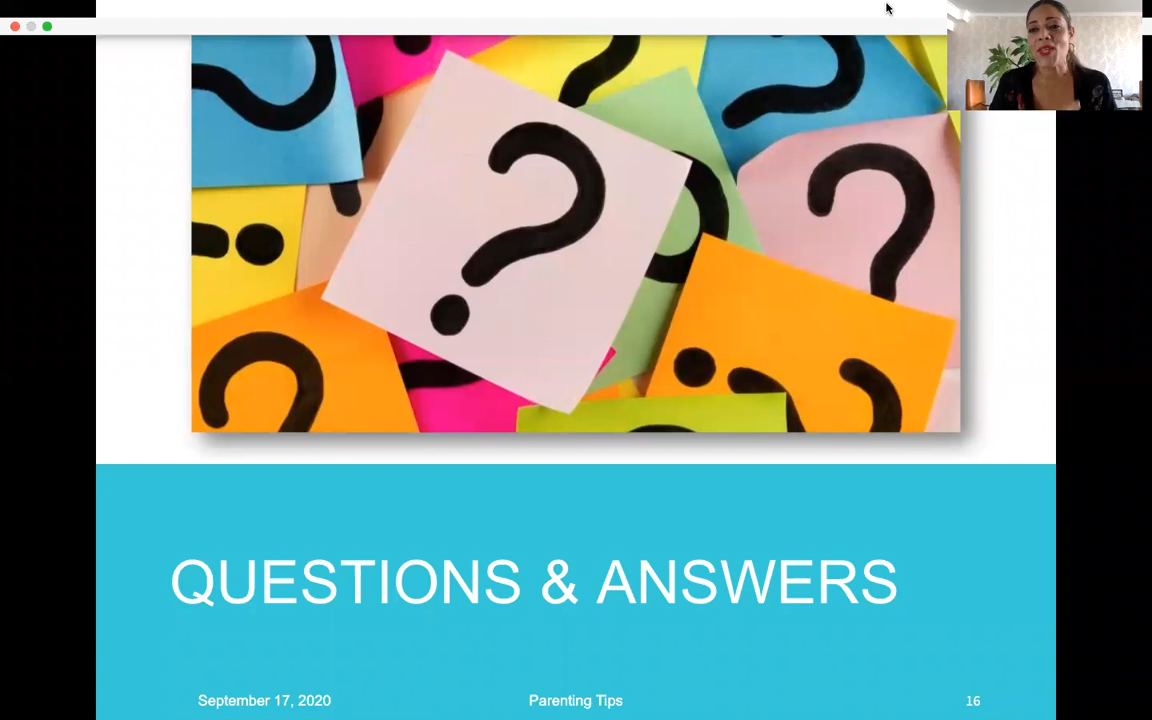 QUESTIONS & ANSWERS
September 17, 2020
Parenting Tips
16